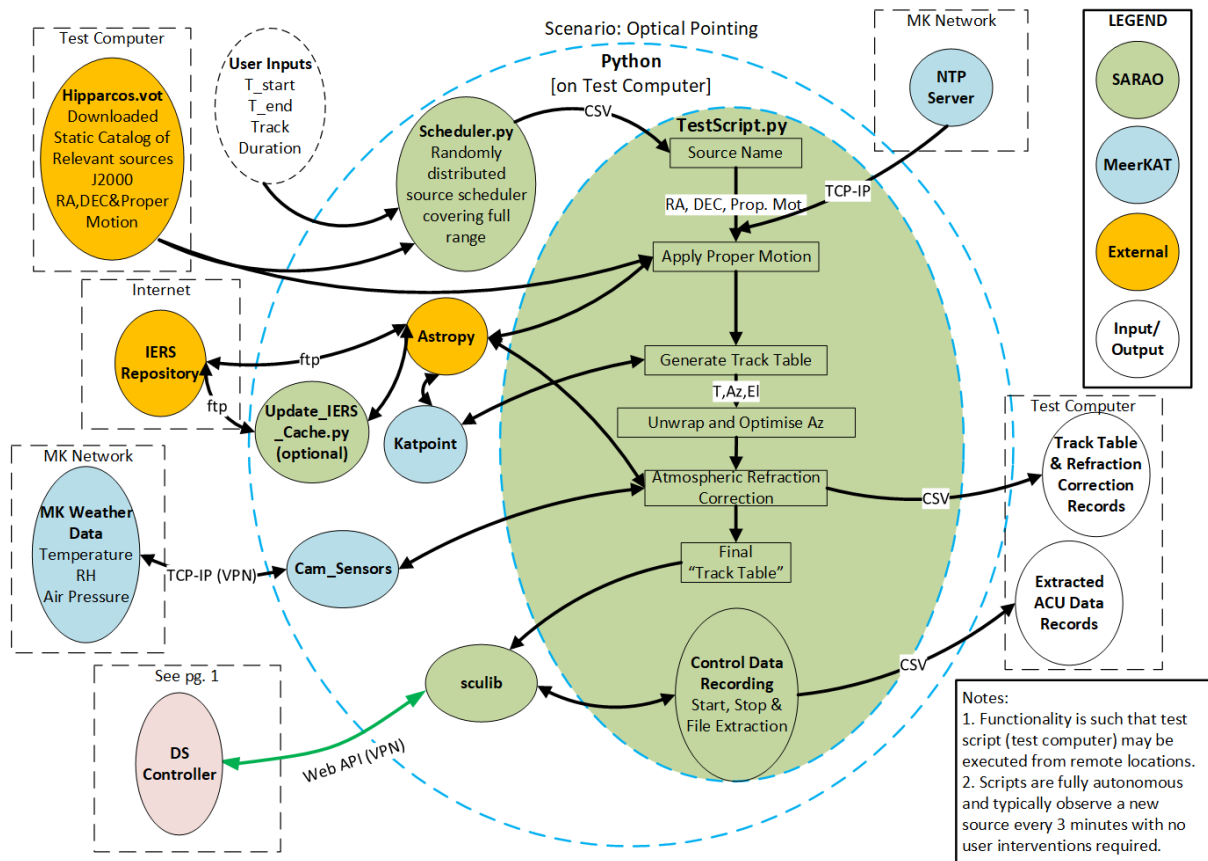 Scenario: Optical Pointing
Test Computer
Hipparcos.vot
Downloaded
Static Catalog of
Relevant sources
J2000
RA,DEC&Proper
Motion
User Inputs
T_start
T_end
Track
Duration
Python
[on Test Computer]
Scheduler.py
Randomly
distributed
source scheduler
covering full
range
CSV
TestScript.py
Source Name
RA, DEC, Prop. Mot
Apply Proper Motion
Generate Track Table
T,Az,El
Unwrap and Optimise Az
Atmospheric Refraction
Correction
Final
“Track Table”
Control Data
Recording
Start, Stop &
File Extraction
MK Network
NTP
Server
TCP-IP
LEGEND
SARAO
MeerKAT
External
Input/
Output
Internet
IERS
Repository
ftp
ftp
Astropy
Update_IERS
_Cache.py
(optional)
Katpoint
MK Network
MK Weather
Data
Temperature
RH
Air Pressure
TCP-IP (VPN)
Cam_Sensors
sculib
See pg. 1
DS
Controller
Web API (VPN)
Test Computer
Track Table
& Refraction
Correction
Records
CSV
Extracted
ACU Data
Records
CSV
Notes:
1. Functionality is such that test
script (test computer) may be
executed from remote locations.
2. Scripts are fully autonomous
and typically observe a new
source every 3 minutes with no
user interventions required.